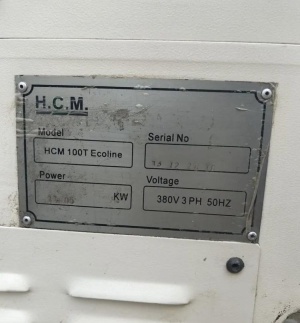 H.C.M.
Model
Serial No
HCM 100T Ecoline
Power
Voltage
KW
380V 3 PH 50HZ